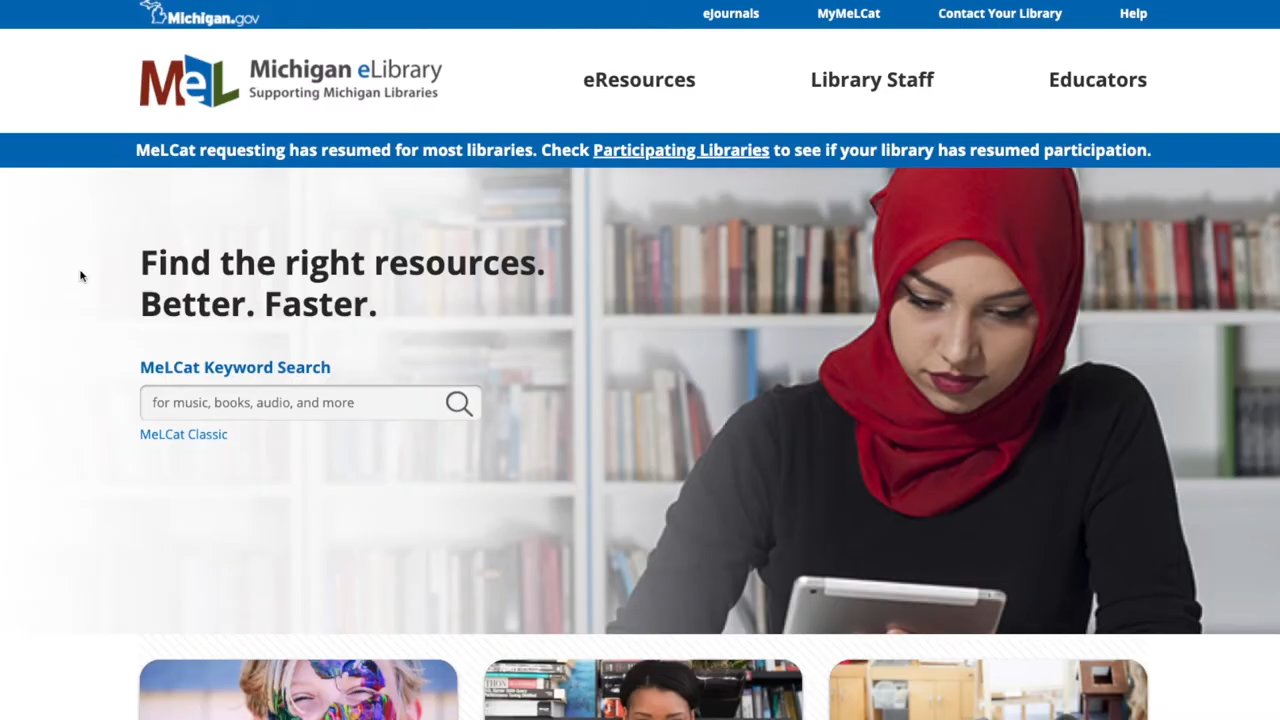 Michigan.gov
eJournals
MyMeLCat
Contact Your Library
Help
MeL
Michigan eLibrary
Supporting Michigan Libraries
eResources
Library Staff
Educators
MeLCat requesting has resumed for most libraries. Check Participating Libraries to see if your library has resumed participation.
Find the right resources.
Better. Faster.
MeLCat Keyword Search
for music, books, audio, and more
MeLCat Classic